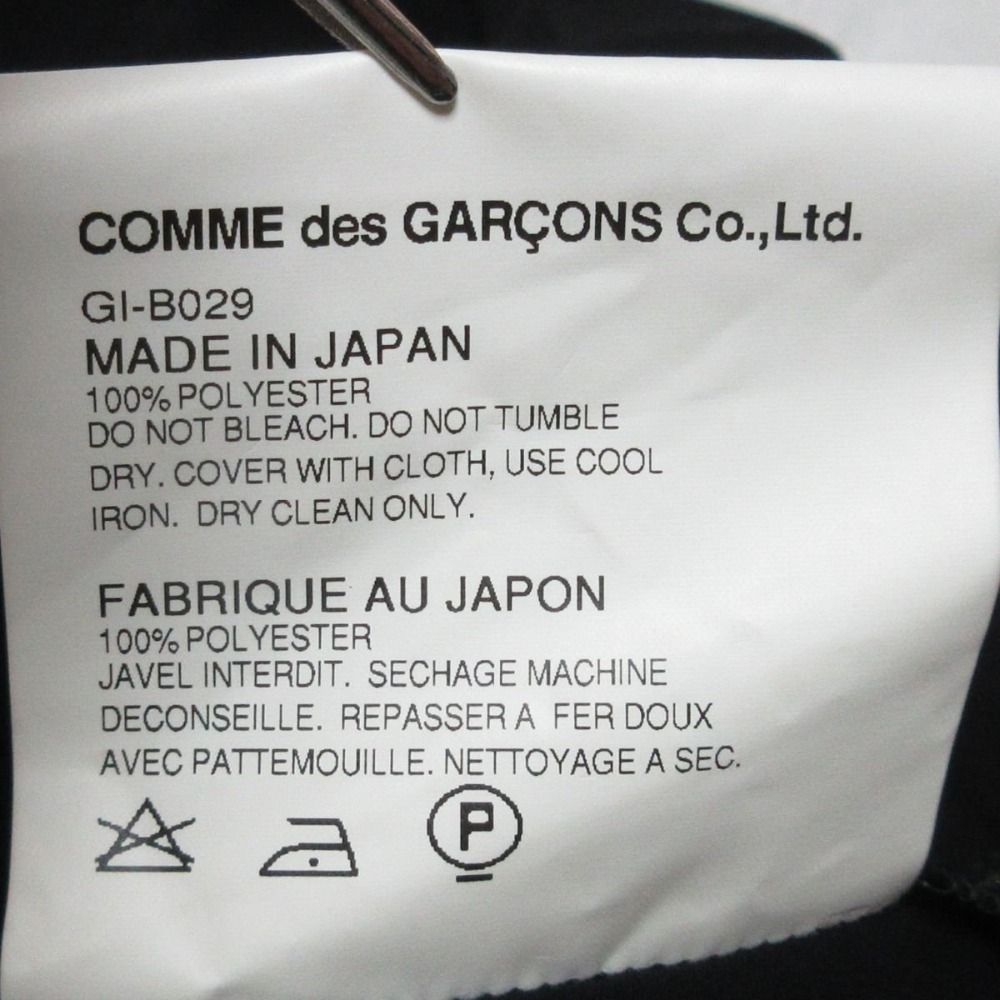 COMME des GARÇONS Co.,Ltd.
GI-B029
MADE IN JAPAN
100% POLYESTER
DO NOT BLEACH. DO NOT TUMBLE
DRY. COVER WITH CLOTH, USE COOL
IRON. DRY CLEAN ONLY.
FABRIQUE AU JAPON
100% POLYESTER
JAVEL INTERDIT. SECHAGE MACHINE
DECONSEILLE. REPASSER A FER DOUX
AVEC PATTEMOUILLE. NETTOYAGE A SEC.
P